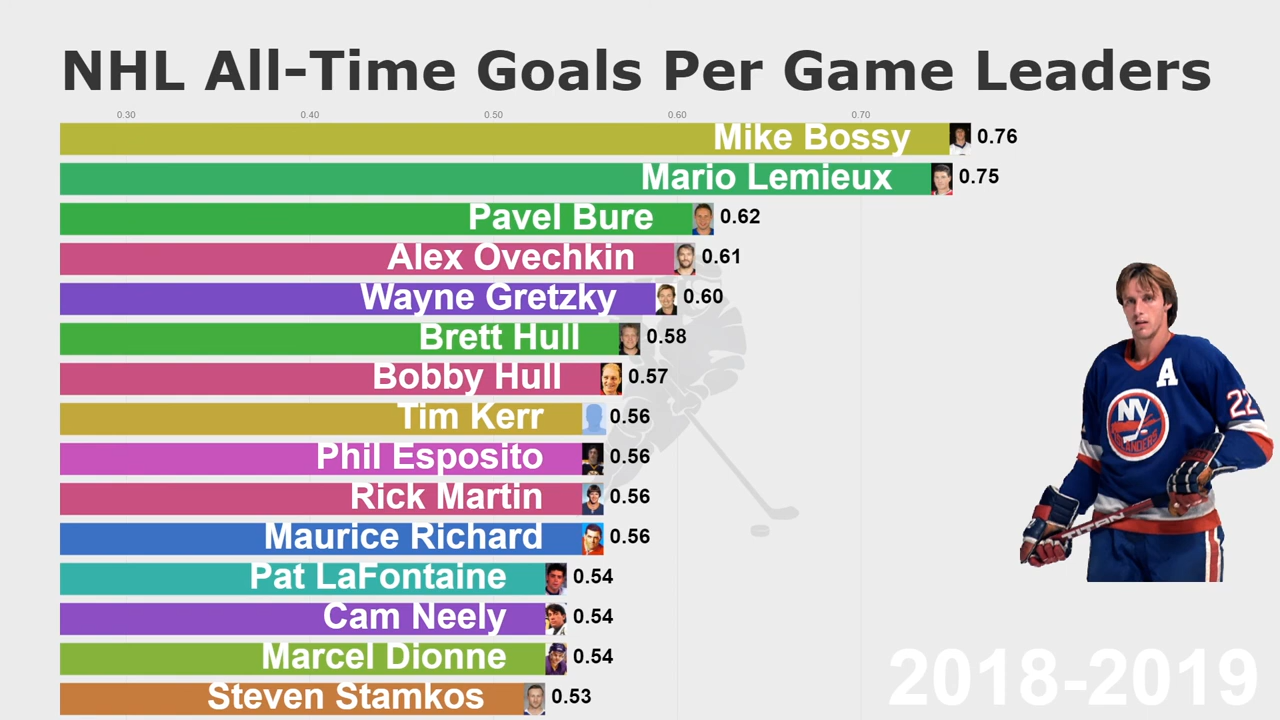 NHL All-Time Goals Per Game Leaders
0.30 0.40 0.50 0.60 0.70
Mike Bossy 0.76
Mario Lemieux 0.75
Pavel Bure 0.62
Alex Ovechkin 0.61
Wayne Gretzky 0.60
Brett Hull 0.58
Bobby Hull 0.57
Tim Kerr 0.56
Phil Esposito 0.56
Rick Martin 0.56
Maurice Richard 0.56
Pat LaFontaine 0.54
Cam Neely 0.54
Marcel Dionne 0.54
Steven Stamkos 0.53
A
22
NY
ISLANDERS
TITAN
2018-2019